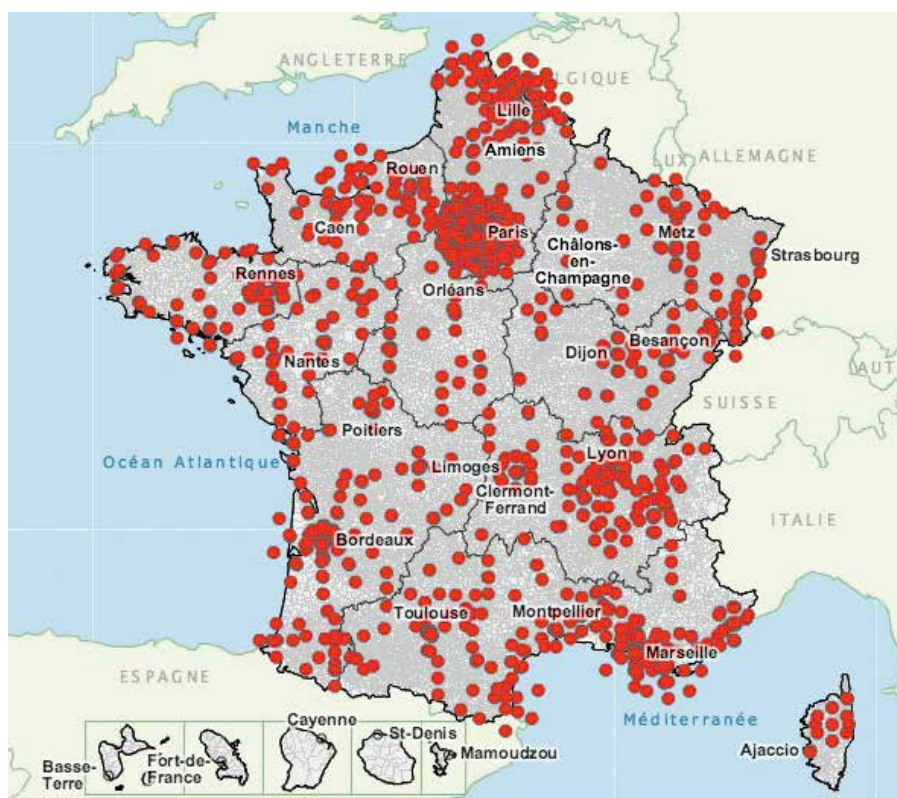 ANGLETERRE
BELGIQUE
Lille
Manche
Amiens
LUX
ALLEMAGNE
Rouen
Caen
Paris
Metz
Châlons-
en-
Champagne
Strasbourg
Rennes
Orléans
Nantes
Dijon
Besançon
AUT
SUISSE
Poitiers
Océan Atlantique
Limoges
Lyon
Clermont-
Ferrand
ITALIE
Bordeaux
Toulouse
Montpellier
Marseille
ESPAGNE
Méditerranée
Ajaccio
Cayenne
St-Denis
Mamoudzou
Basse-
Terre
Fort-de-
France